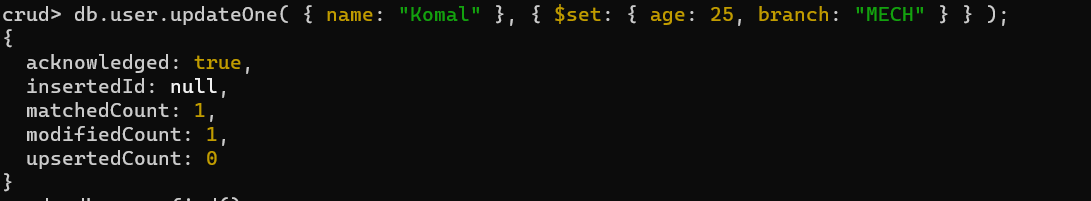 crud> db.user.updateOne( { name: "Komal" }, { $set: { age: 25, branch: "MECH" } } );
{
  acknowledged: true,
  insertedId: null,
  matchedCount: 1,
  modifiedCount: 1,
  upsertedCount: 0
}